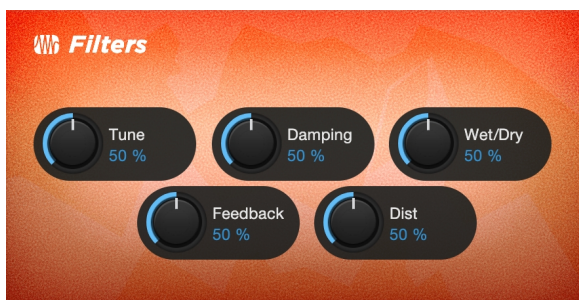 Filters
Tune
50 %
Damping
50 %
Wet/Dry
50 %
Feedback
50 %
Dist
50 %